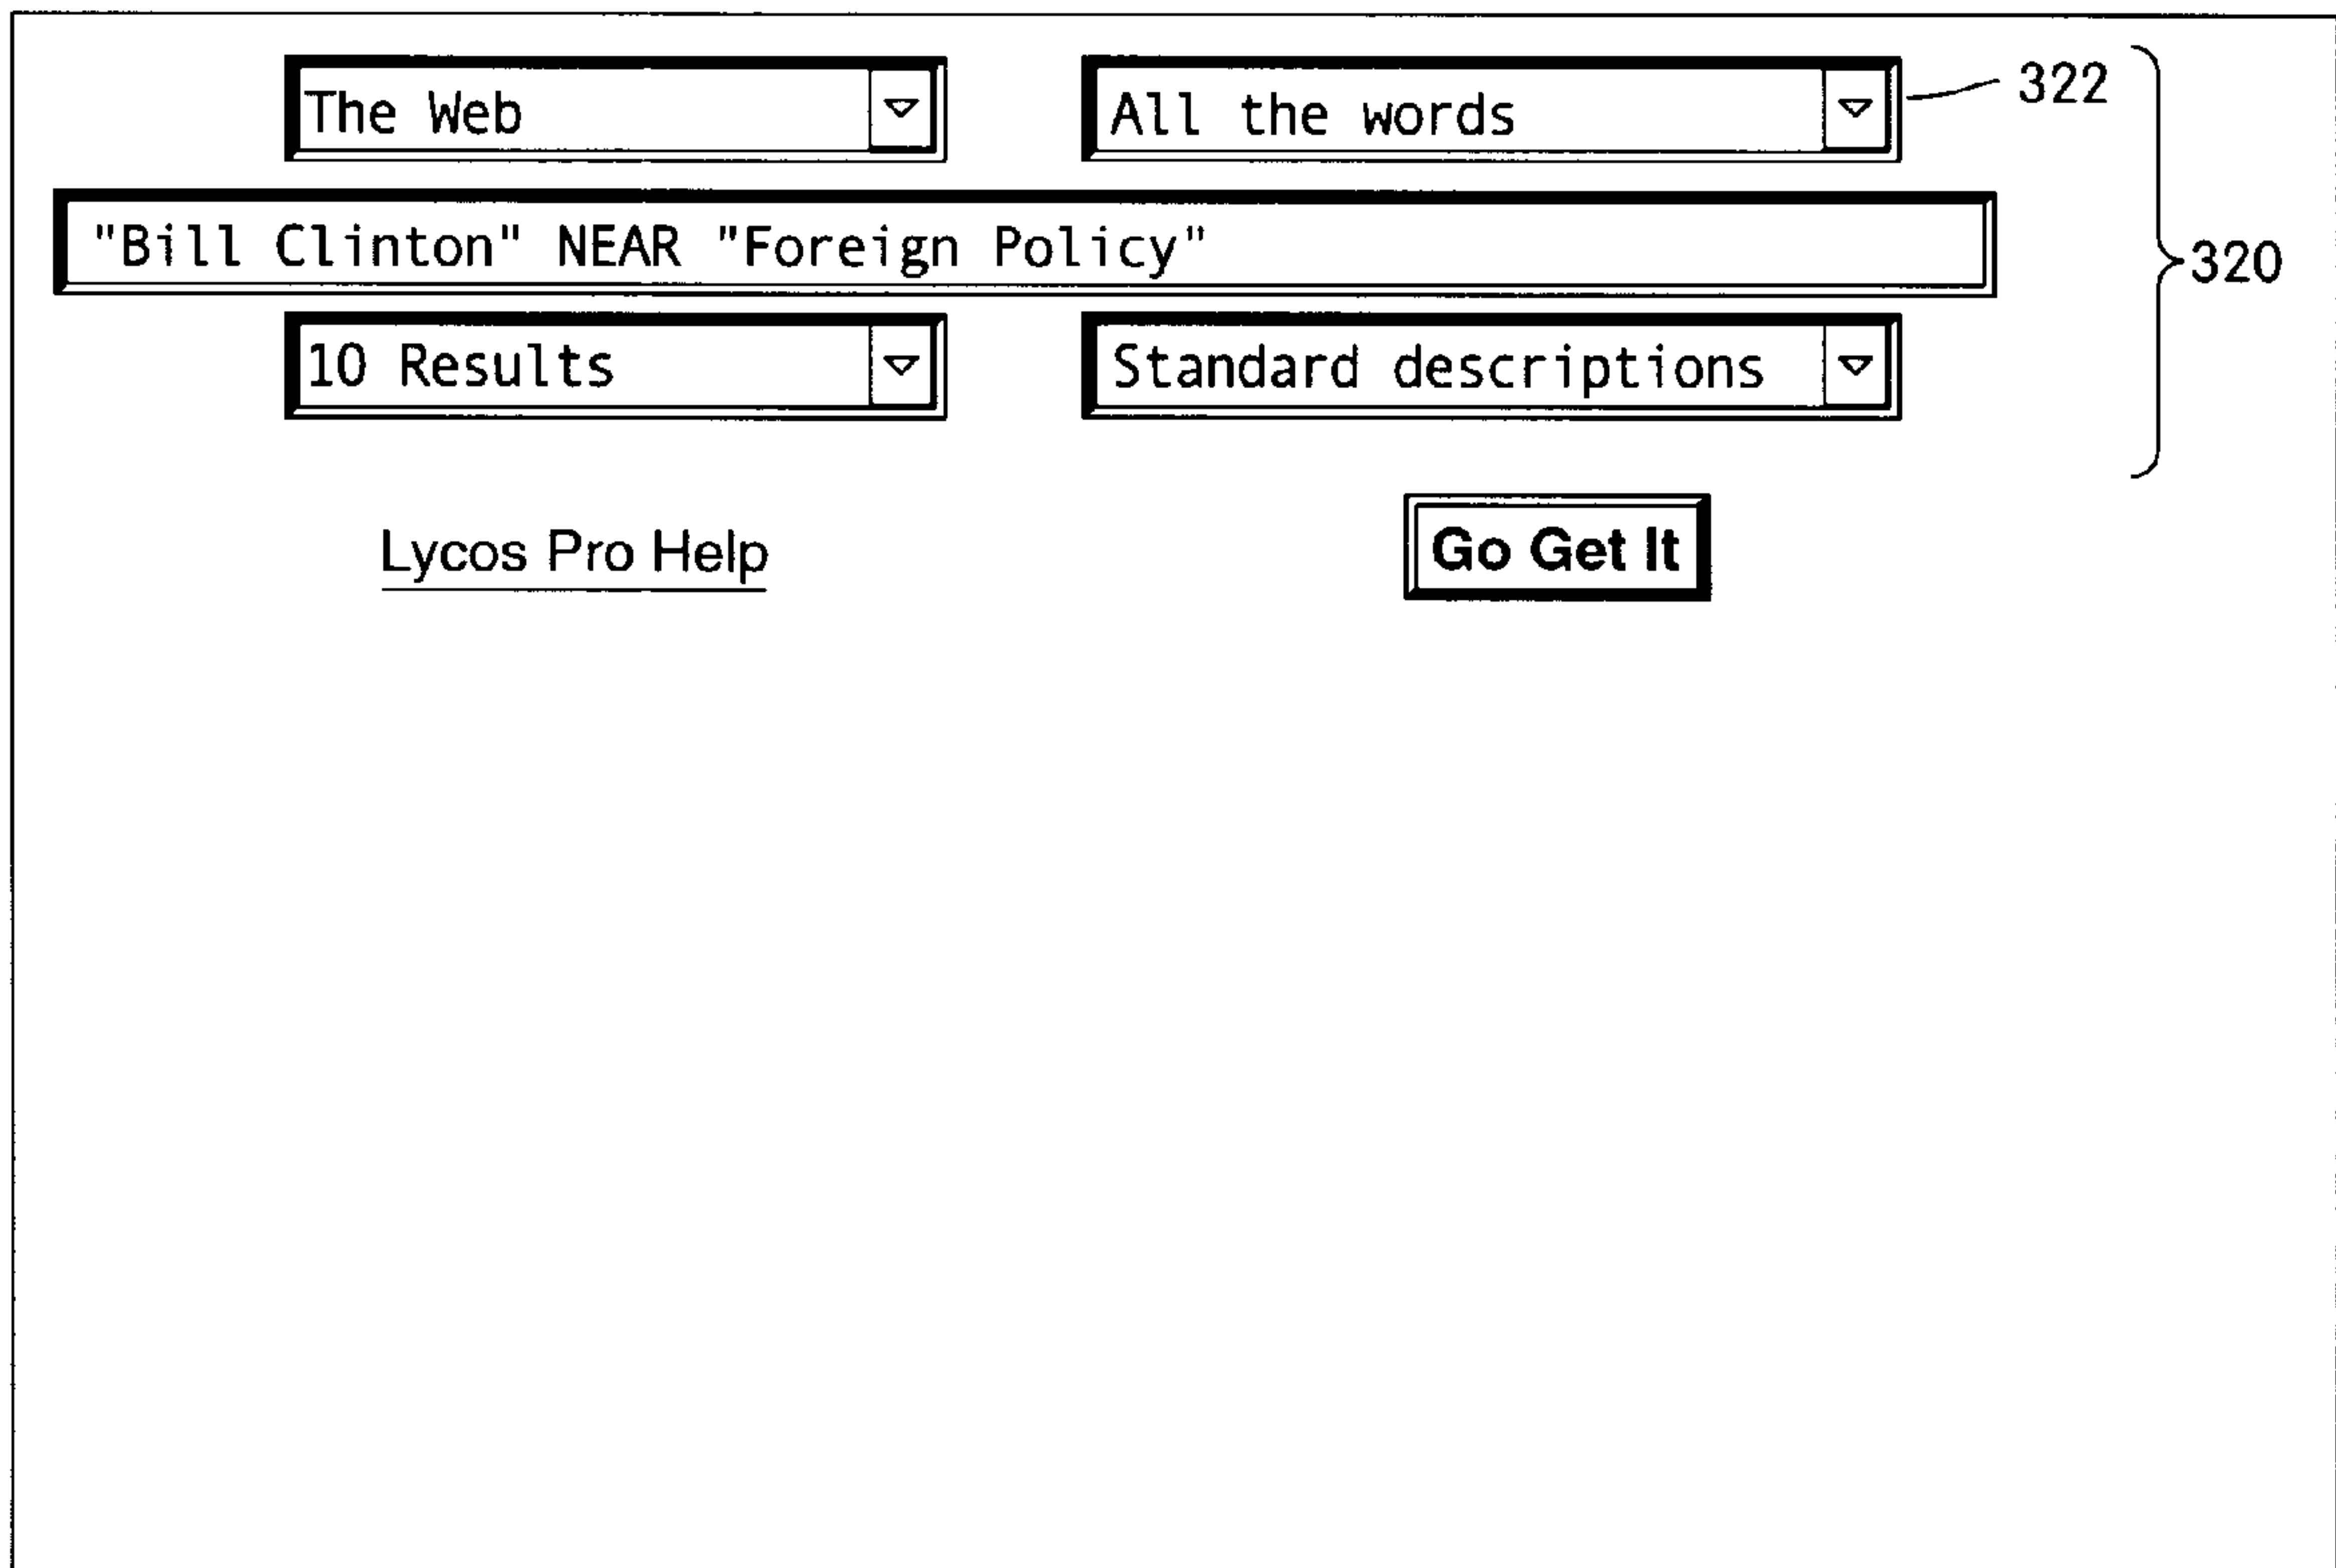 The Web All the words 322
"Bill Clinton" NEAR "Foreign Policy" 320
10 Results Standard descriptions
Lycos Pro Help Go Get It